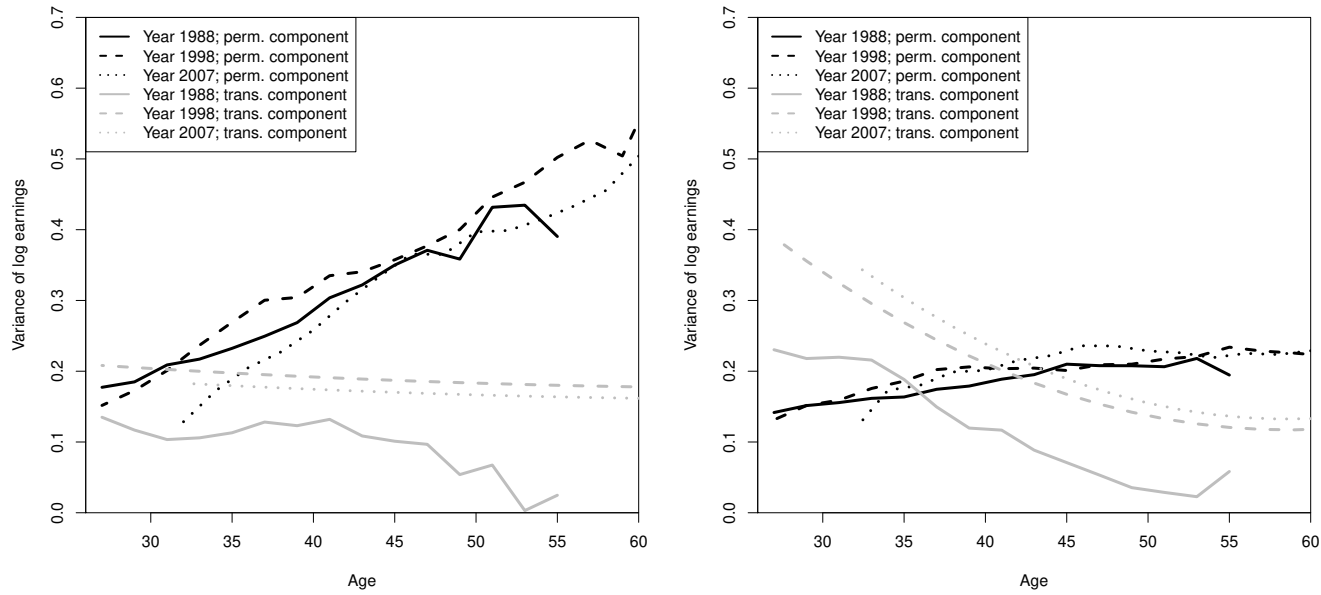 0.0 0.1 0.2 0.3 0.4 0.5 0.6 0.7
Variance of log earnings
Year 1988; perm. component
Year 1998; perm. component
Year 2007; perm. component
Year 1988; trans. component
Year 1998; trans. component
Year 2007; trans. component
30 35 40 45 50 55 60
Age
0.0 0.1 0.2 0.3 0.4 0.5 0.6 0.7
Variance of log earnings
Year 1988; perm. component
Year 1998; perm. component
Year 2007; perm. component
Year 1988; trans. component
Year 1998; trans. component
Year 2007; trans. component
30 35 40 45 50 55 60
Age